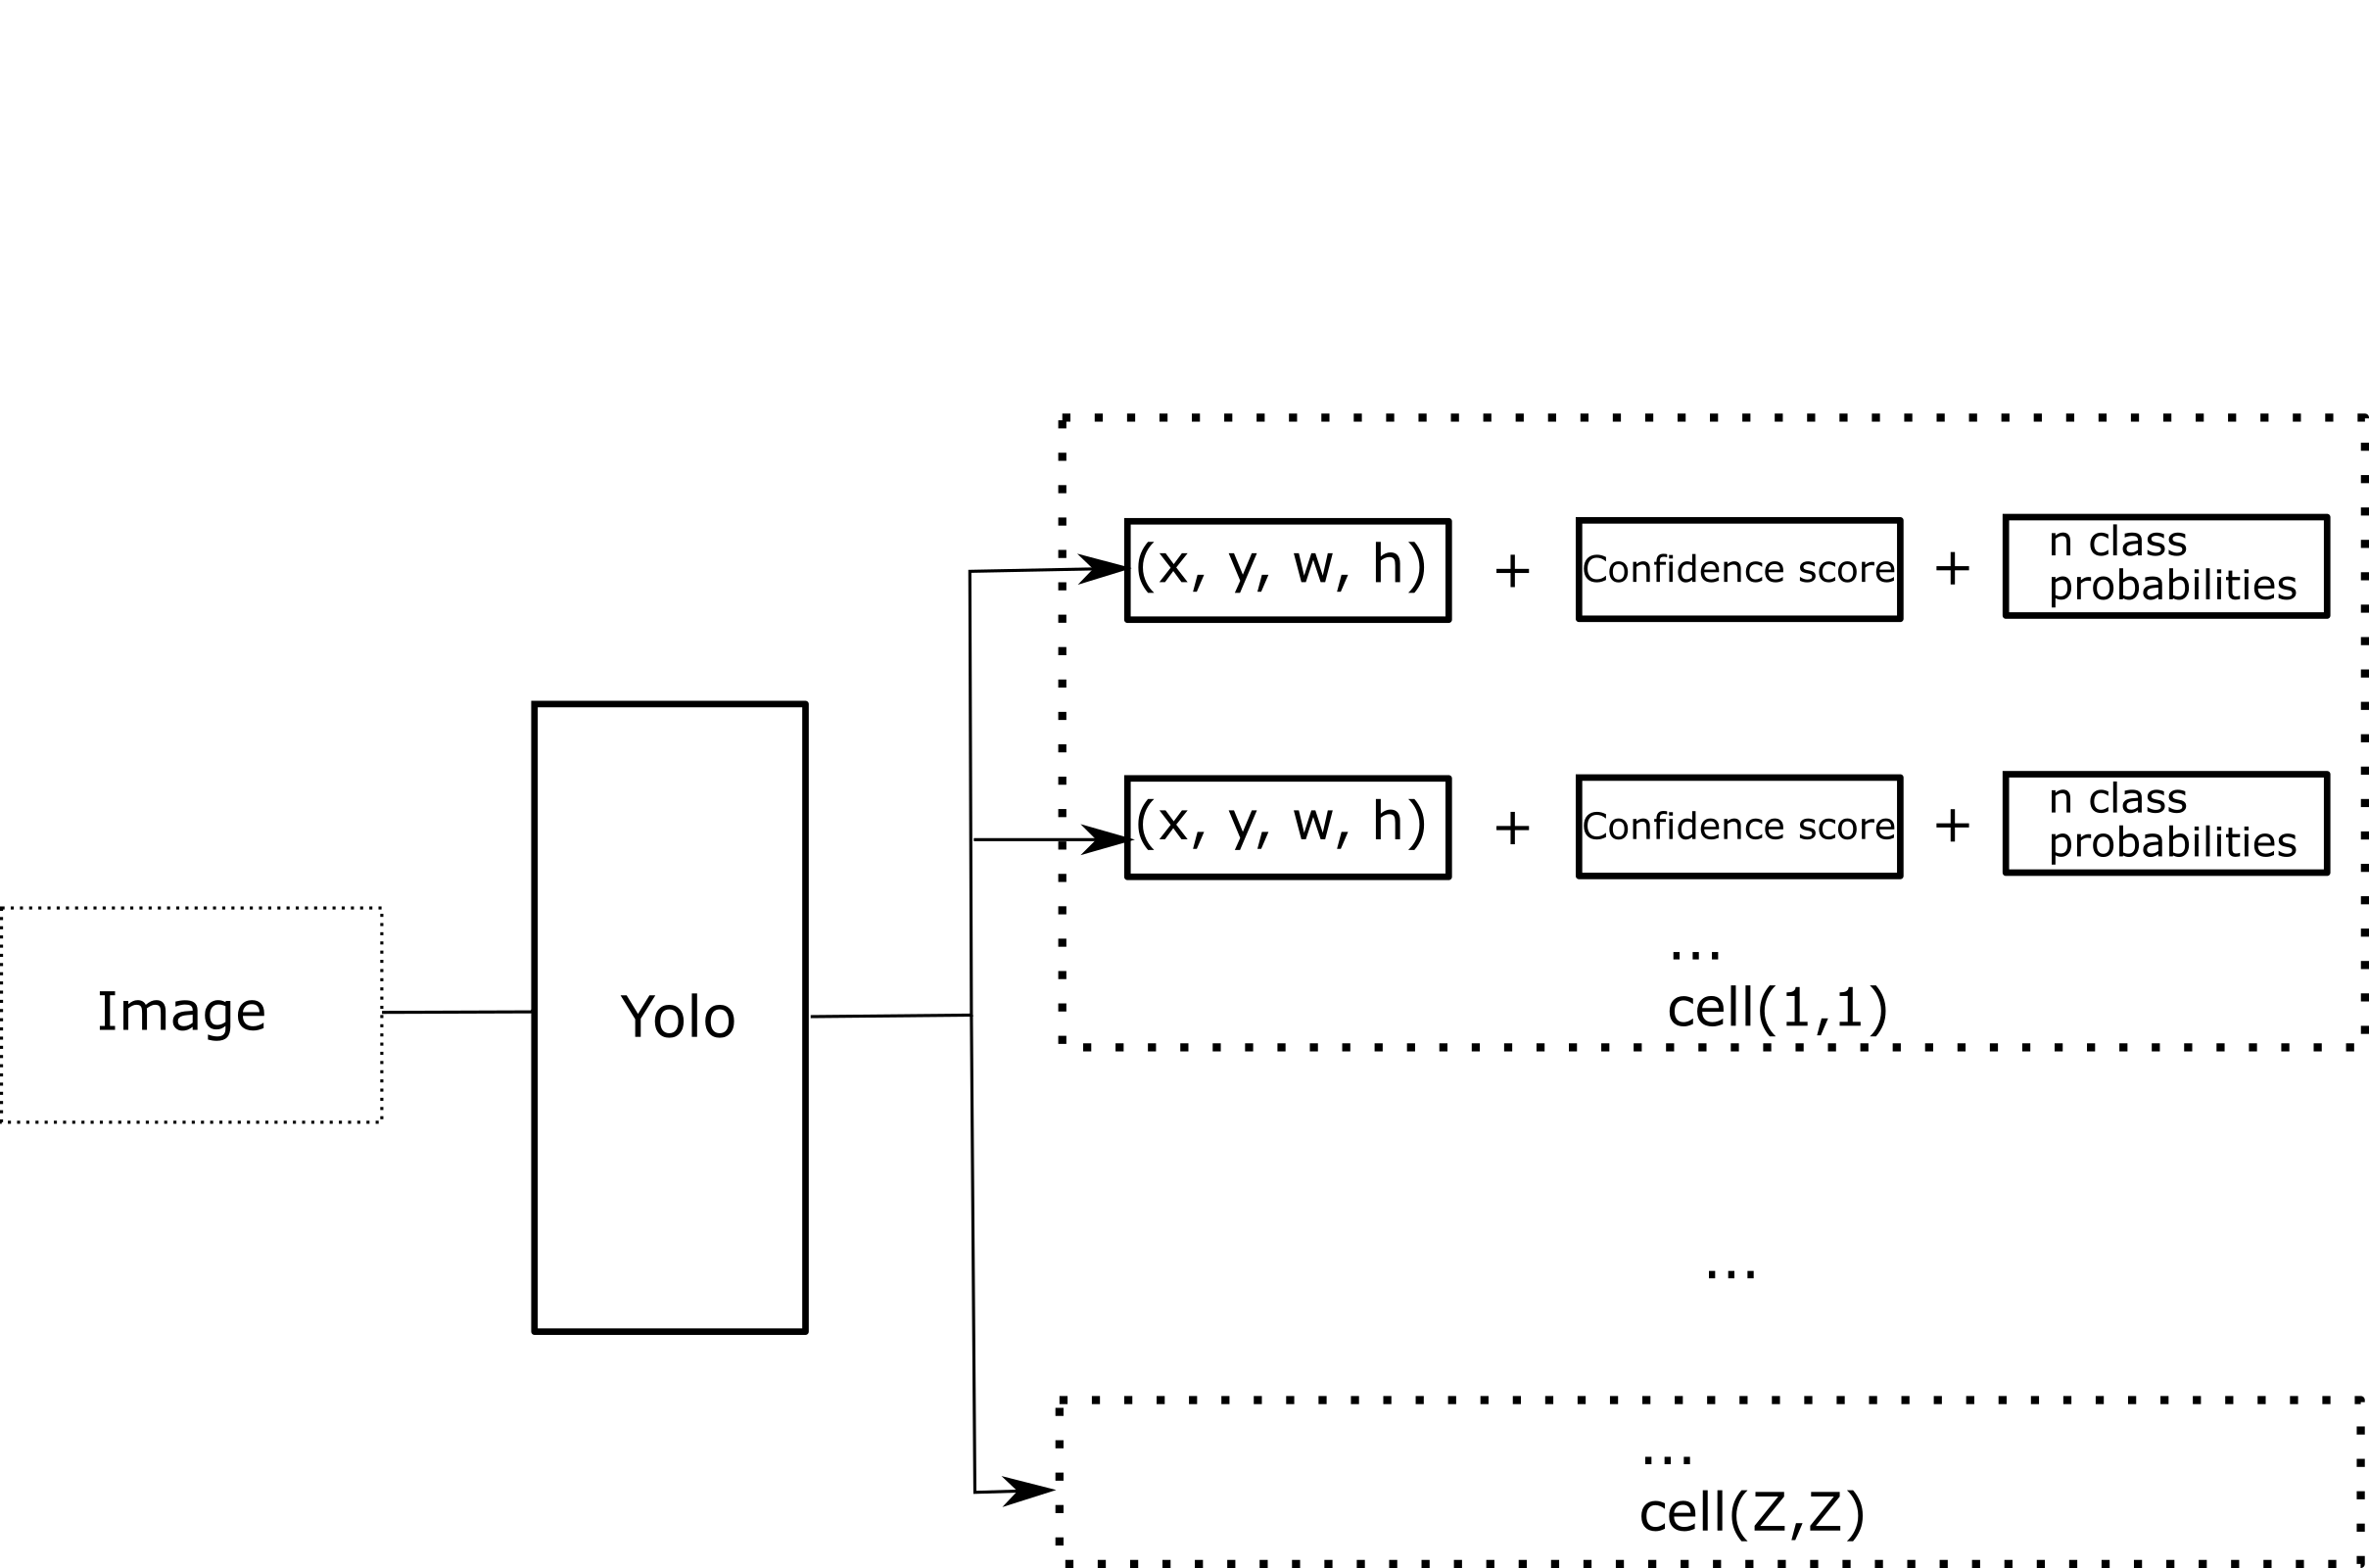 Image
Yolo
(x, y, w, h) + Confidence score + n class
probabilities
(x, y, w, h) + Confidence score + n class
probabilities
...
cell(1,1)
...
...
cell(Z,Z)